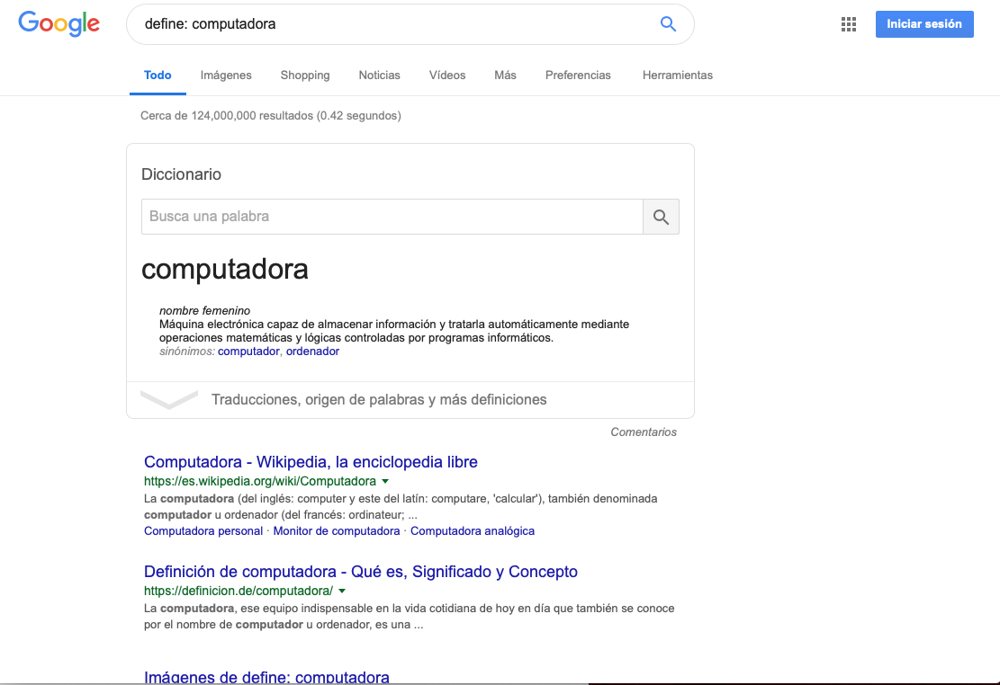 Google
define: computadora
Iniciar sesión
Todo Imágenes Shopping Noticias Vídeos Más Preferencias Herramientas
Cerca de 124,000,000 resultados (0.42 segundos)
Diccionario
Busca una palabra
computadora
nombre femenino
Máquina electrónica capaz de almacenar información y tratarla automáticamente mediante
operaciones matemáticas y lógicas controladas por programas informáticos.
sinónimos: computador, ordenador
Traducciones, origen de palabras y más definiciones
Comentarios
Computadora - Wikipedia, la enciclopedia libre
https://es.wikipedia.org/wiki/Computadora
La computadora (del inglés: computer y este del latín: computare, 'calcular'), también denominada
computador u ordenador (del francés: ordinateur; ...
Computadora personal · Monitor de computadora · Computadora analógica
Definición de computadora - Qué es, Significado y Concepto
https://definicion.de/computadora/
La computadora, ese equipo indispensable en la vida cotidiana de hoy en día que también se conoce
por el nombre de computador u ordenador, es una ...
Imágenes de define: computadora